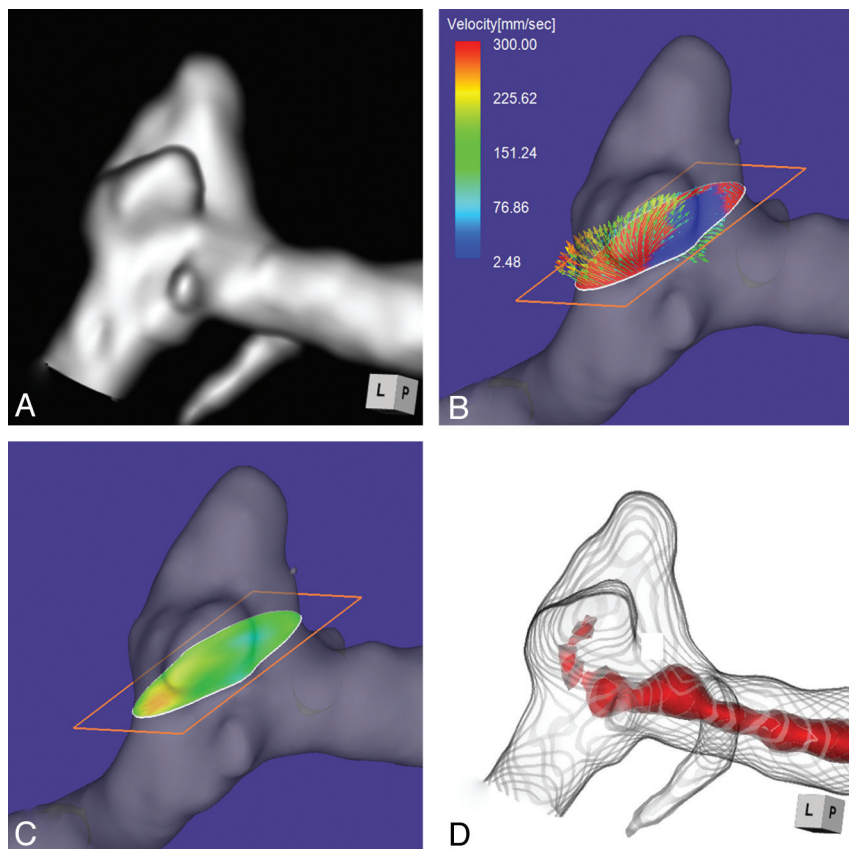 Velocity[mm/sec]
300.00
225.62
151.24
76.86
2.48
L P
A
B
C
L P
D